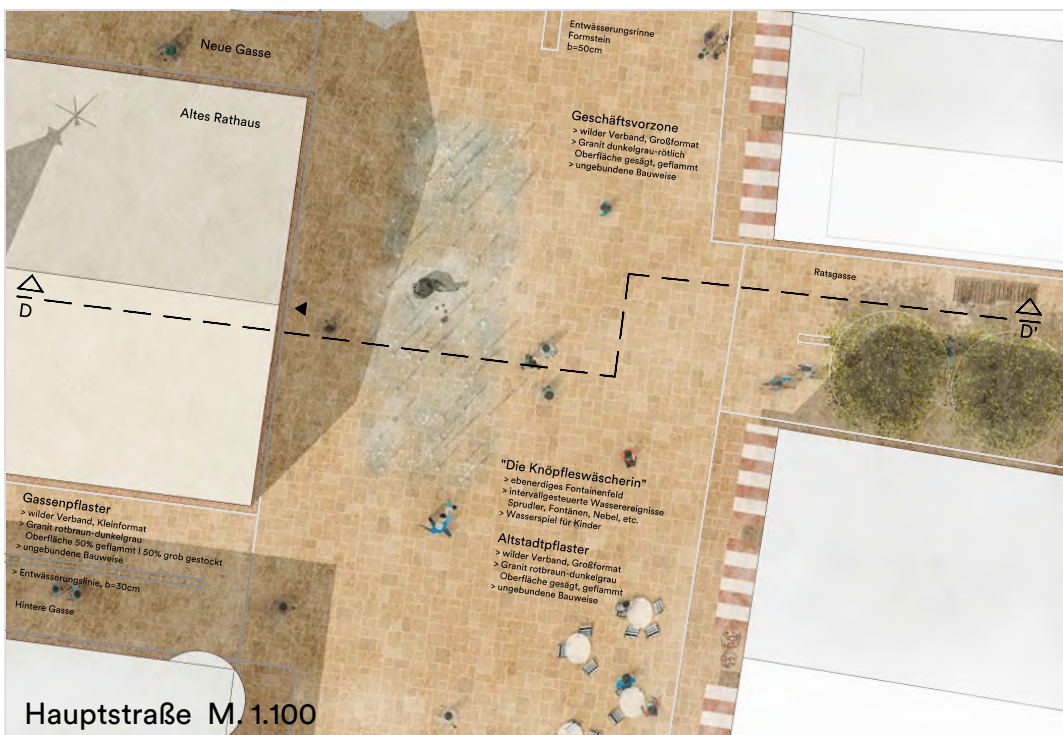 Entwässerungsrinne
Formstein
b=50cm
Neue Gasse
Altes Rathaus
Geschäftsvorzone
> wilder Verband, Großformat
> Granit dunkelgrau-rötlich
Oberfläche gesägt, geflammt
> ungebundene Bauweise
Ratsgasse
D
D'
"Die Knöpfleswäscherin"
> ebenerdiges Fontainenfeld
> intervallgesteuerte Wasserereignisse
Sprudler, Fontänen, Nebel, etc.
> Wasserspiel für Kinder
Altstadtpflaster
> wilder Verband, Großformat
> Granit rotbraun-dunkelgrau
Oberfläche gesägt, geflammt
> ungebundene Bauweise
Gassenpflaster
> wilder Verband, Kleinformat
> Granit rotbraun-dunkelgrau
Oberfläche 50% geflammt I 50% grob gestockt
> ungebundene Bauweise
> Entwässerungslinie, b=30cm
Hintere Gasse
Hauptstraße M. 1.100